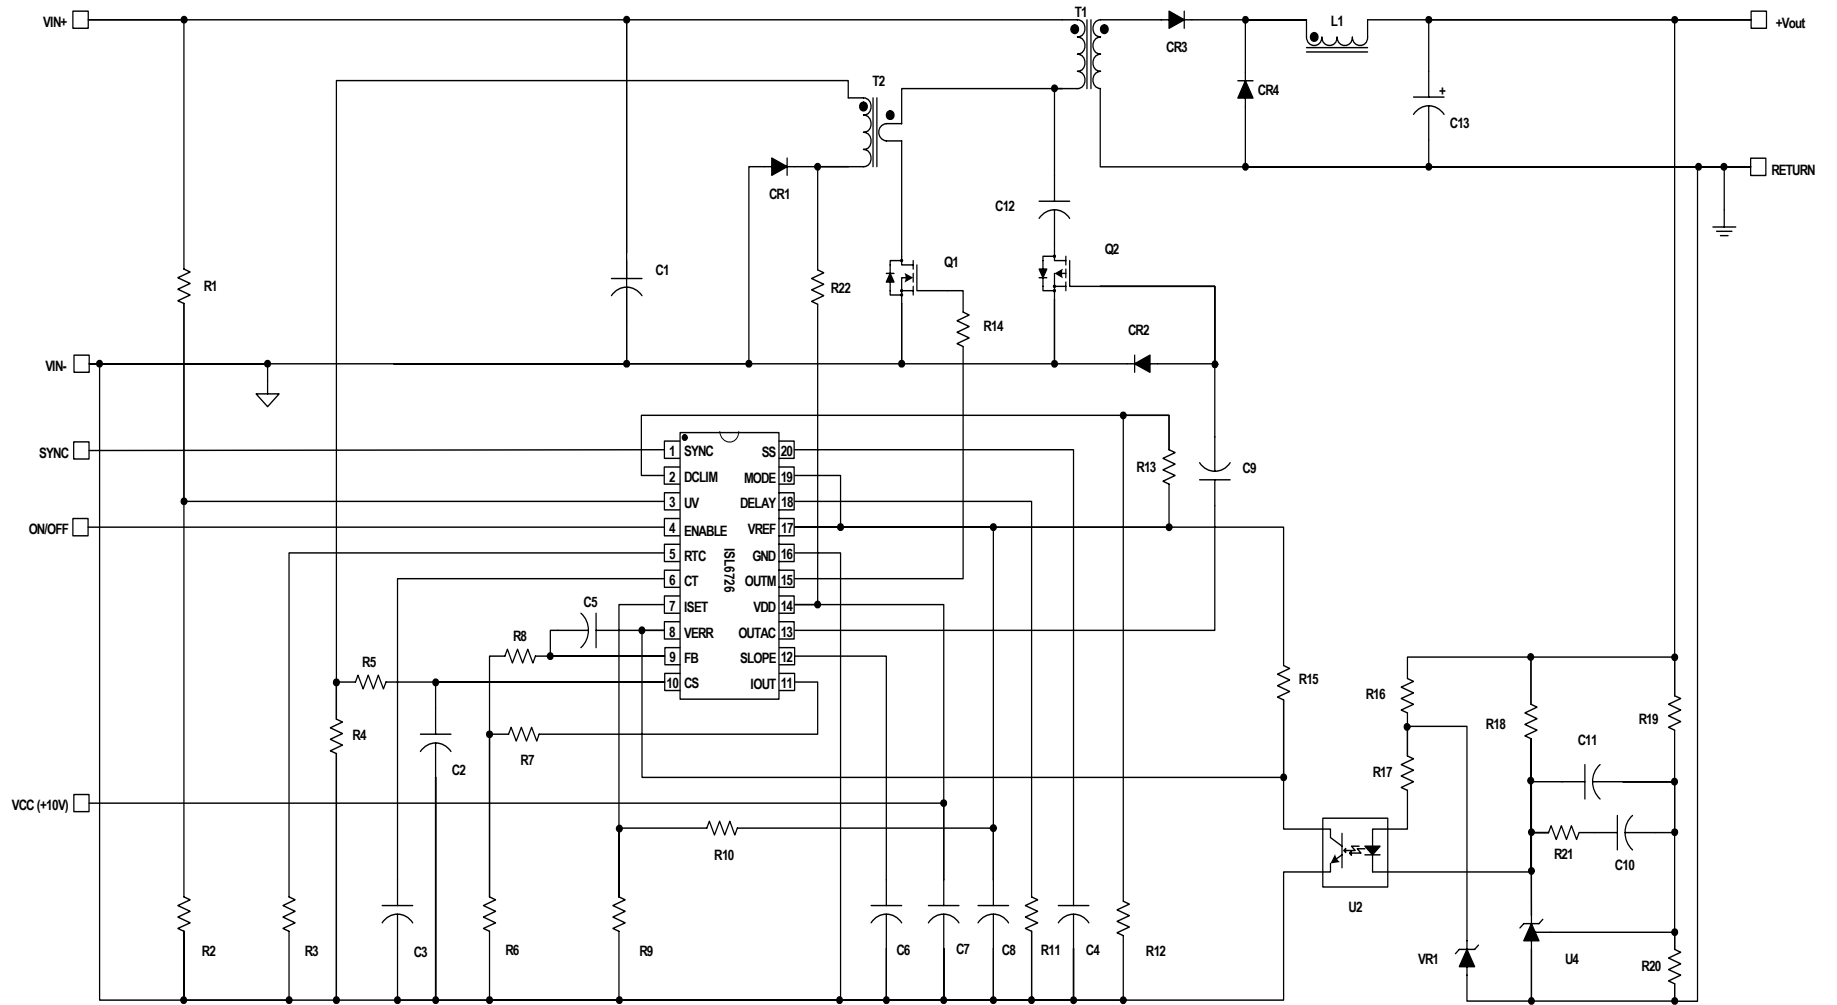 VIN+
T1
CR3
L1
+Vout
T2
CR4
+
C13
CR1
RETURN
C12
Q2
Q1
R1
C1
R22
R14
CR2
VIN-
SYNC
1 SYNC
SS 20
R13
C9
2 DCLIM
MODE 19
3 UV
DELAY 18
ON/OFF
4 ENABLE
VREF 17
5 RTC
GND 16
ISL6726
6 CT
OUTM 15
C5
7 ISET
VDD 14
R8
8 VERR
OUTAC 13
9 FB
SLOPE 12
R5
10 CS
IOUT 11
R15
R16
R18
R19
R4
C2
R7
C11
R17
VCC (+10V)
R10
R21
C10
U2
R2
R3
C3
R6
R9
C6
C7
C8
R11
C4
R12
VR1
U4
R20